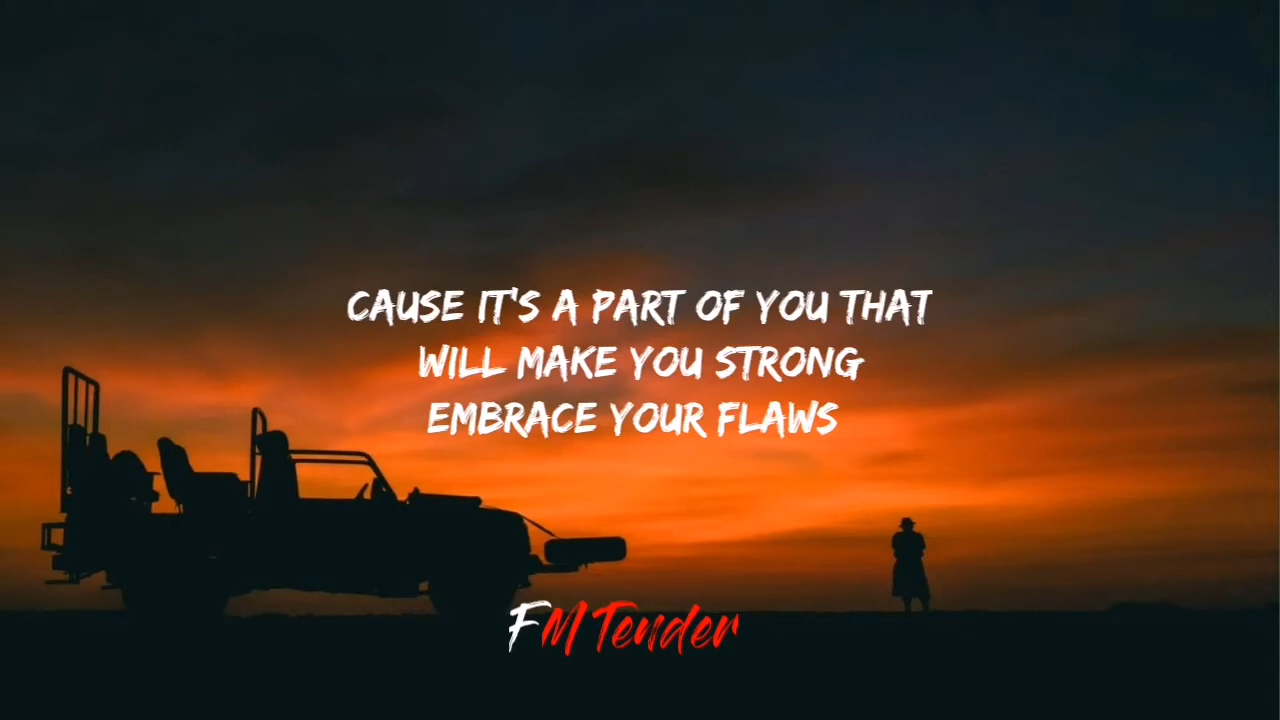 CAUSE IT'S A PART OF YOU THAT
WILL MAKE YOU STRONG
EMBRACE YOUR FLAWS
FM Tender